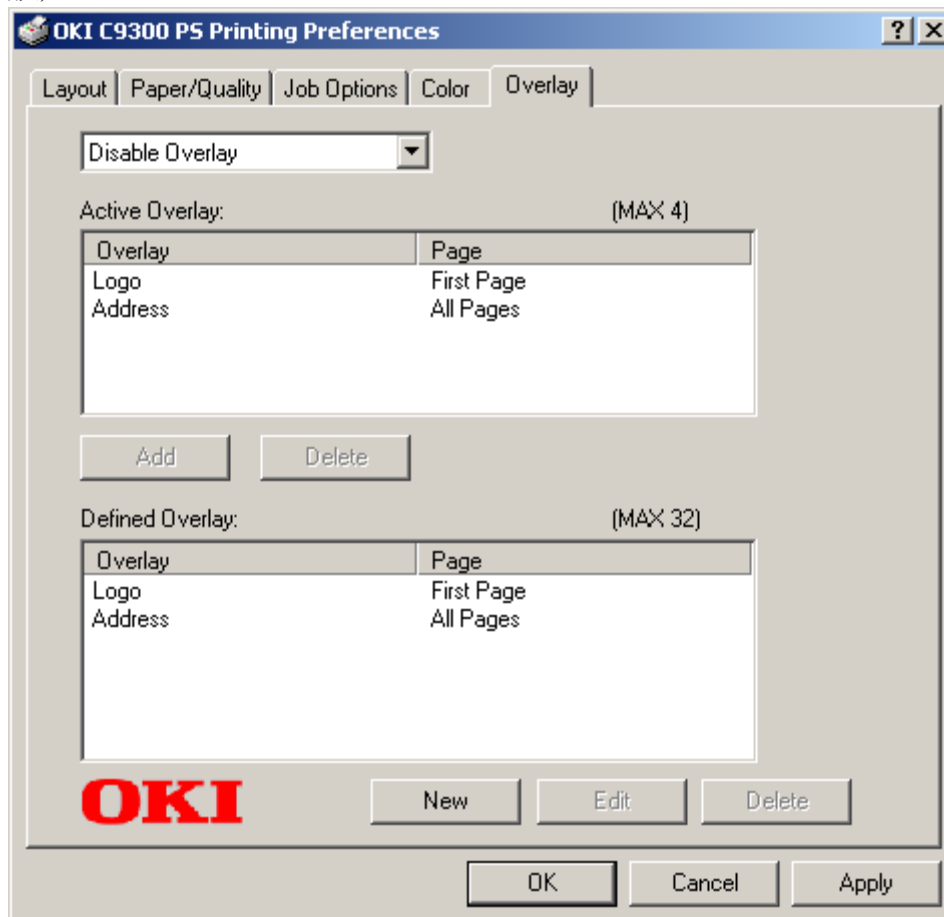 OKI C9300 PS Printing Preferences ? X
Layout Paper/Quality Job Options Color Overlay
Disable Overlay
Active Overlay: (MAX 4)
Overlay Page
Logo First Page
Address All Pages
Add Delete
Defined Overlay: (MAX 32)
Overlay Page
Logo First Page
Address All Pages
OKI New Edit Delete
OK Cancel Apply